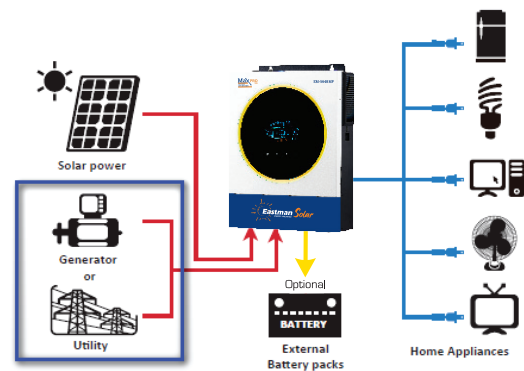 Solar power
Generator
or
Utility
Eastman Solar
Optional
BATTERY
External
Battery packs
Home Appliances